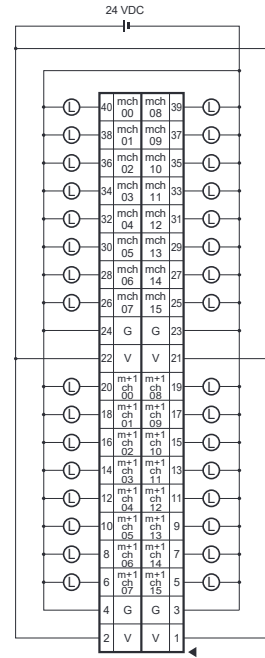 24 VDC
L 40 mch 00 mch 08 39 L
L 38 mch 01 mch 09 37 L
L 36 mch 02 mch 10 35 L
L 34 mch 03 mch 11 33 L
L 32 mch 04 mch 12 31 L
L 30 mch 05 mch 13 29 L
L 28 mch 06 mch 14 27 L
L 26 mch 07 mch 15 25 L
24 G G 23
22 V V 21
L 20 m+1 ch 00 m+1 ch 08 19 L
L 18 m+1 ch 01 m+1 ch 09 17 L
L 16 m+1 ch 02 m+1 ch 10 15 L
L 14 m+1 ch 03 m+1 ch 11 13 L
L 12 m+1 ch 04 m+1 ch 12 11 L
L 10 m+1 ch 05 m+1 ch 13 9 L
L 8 m+1 ch 06 m+1 ch 14 7 L
L 6 m+1 ch 07 m+1 ch 15 5 L
4 G G 3
2 V V 1